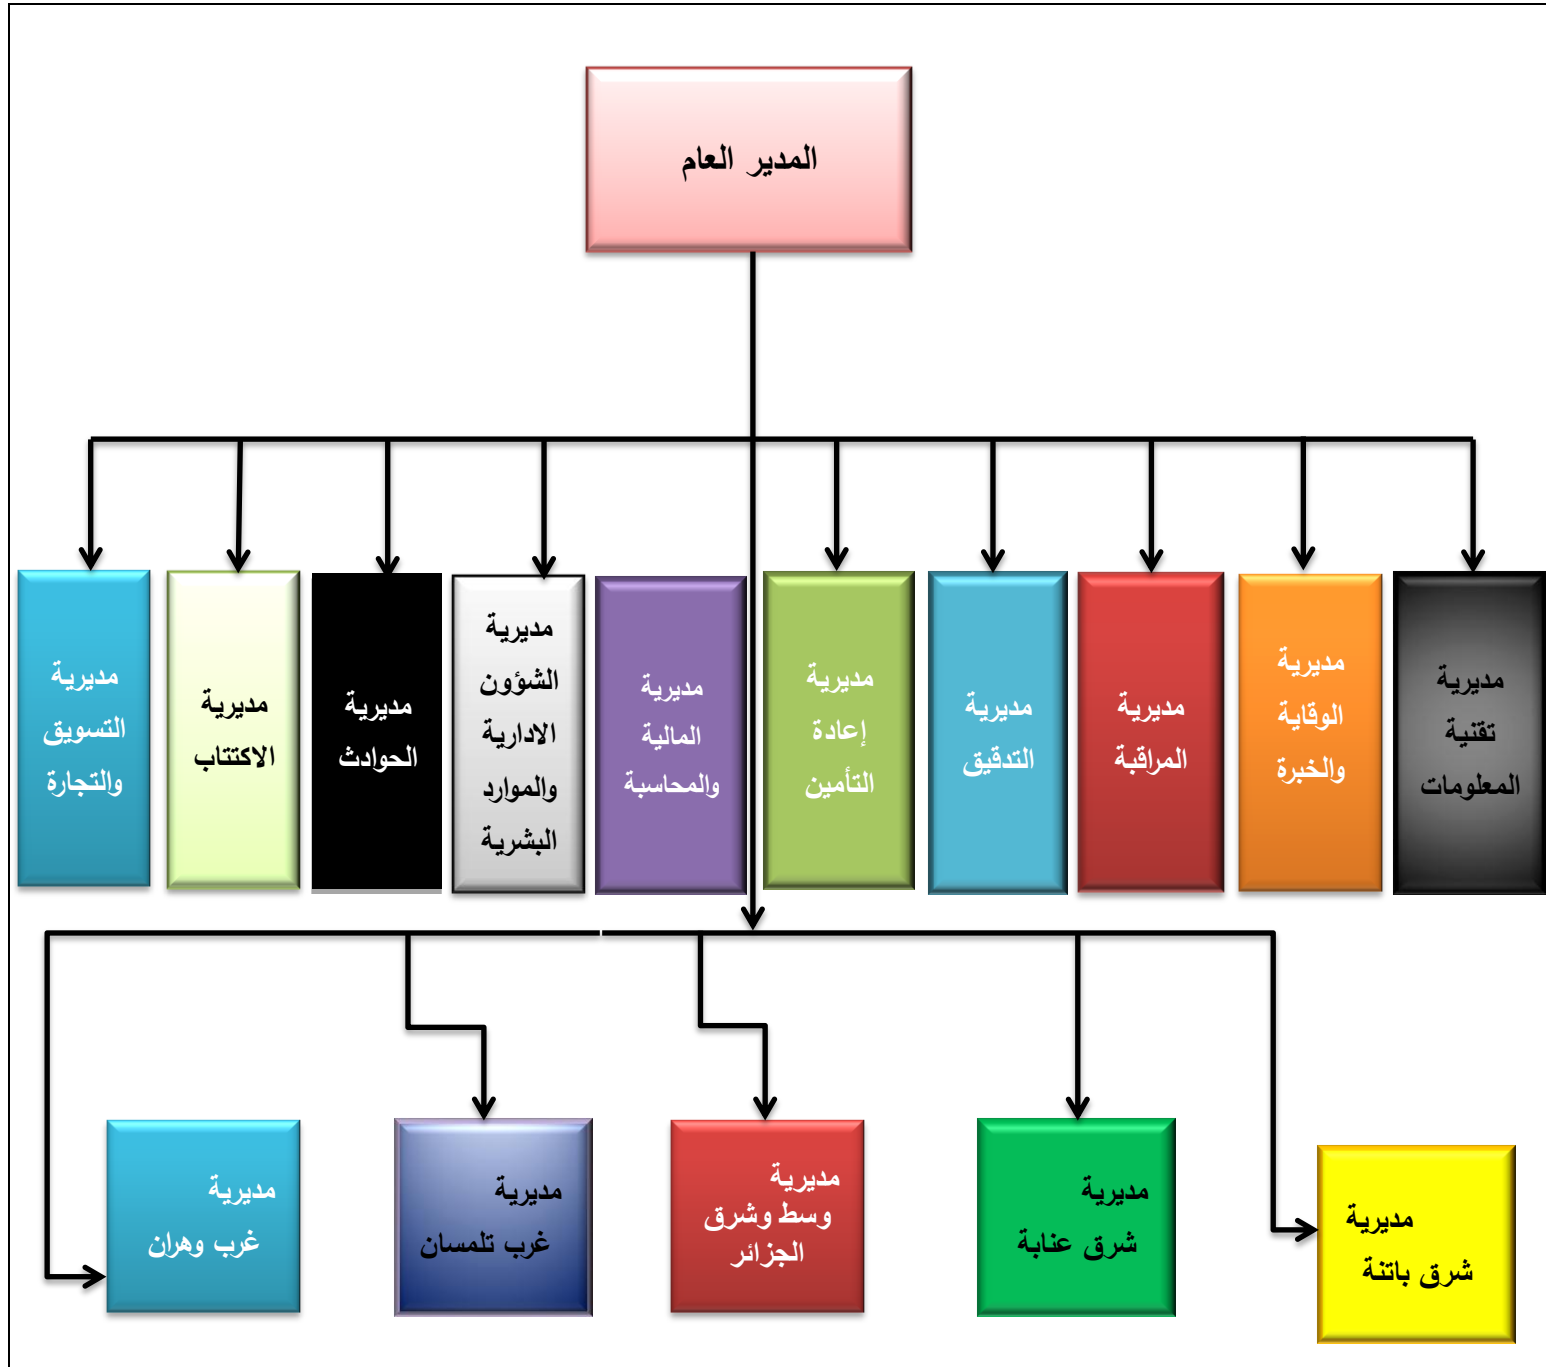 المدير العام
مديرية
تقنية
المعلومات
مديرية
الوقاية
والخبرة
مديرية
المراقبة
مديرية
التدقيق
مديرية
إعادة
التأمين
مديرية
المالية
والمحاسبة
مديرية
الشؤون
الادارية
والموارد
البشرية
مديرية
الحوادث
مديرية
الاكتتاب
مديرية
التسويق
والتجارة
مديرية
شرق باتنة
مديرية
شرق عنابة
مديرية
وسط وشرق
الجزائر
مديرية
غرب تلمسان
مديرية
غرب وهران